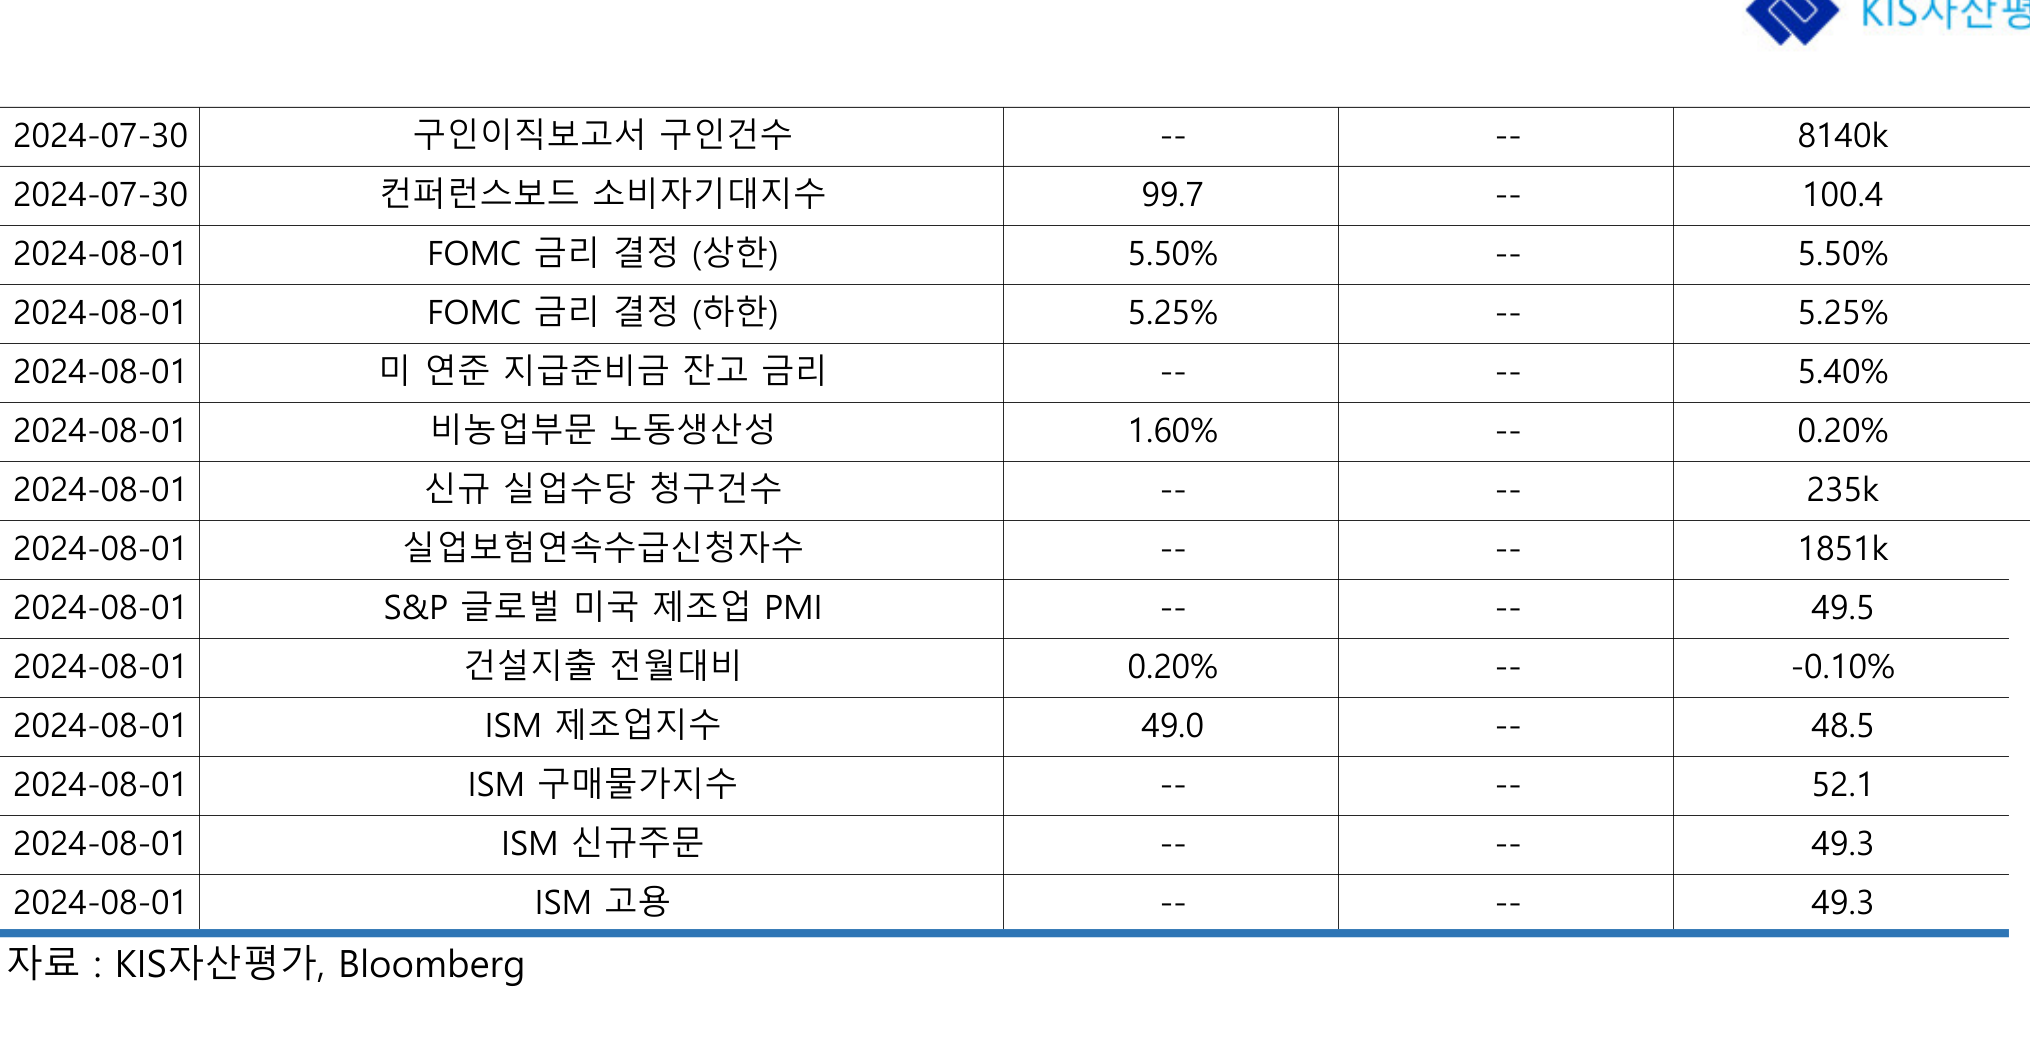 KIS자산평
2024-07-30 구인이직보고서 구인건수 -- -- 8140k
2024-07-30 컨퍼런스보드 소비자기대지수 99.7 -- 100.4
2024-08-01 FOMC 금리 결정 (상한) 5.50% -- 5.50%
2024-08-01 FOMC 금리 결정 (하한) 5.25% -- 5.25%
2024-08-01 미 연준 지급준비금 잔고 금리 -- -- 5.40%
2024-08-01 비농업부문 노동생산성 1.60% -- 0.20%
2024-08-01 신규 실업수당 청구건수 -- -- 235k
2024-08-01 실업보험연속수급신청자수 -- -- 1851k
2024-08-01 S&P 글로벌 미국 제조업 PMI -- -- 49.5
2024-08-01 건설지출 전월대비 0.20% -- -0.10%
2024-08-01 ISM 제조업지수 49.0 -- 48.5
2024-08-01 ISM 구매물가지수 -- -- 52.1
2024-08-01 ISM 신규주문 -- -- 49.3
2024-08-01 ISM 고용 -- -- 49.3
자료 : KIS자산평가, Bloomberg